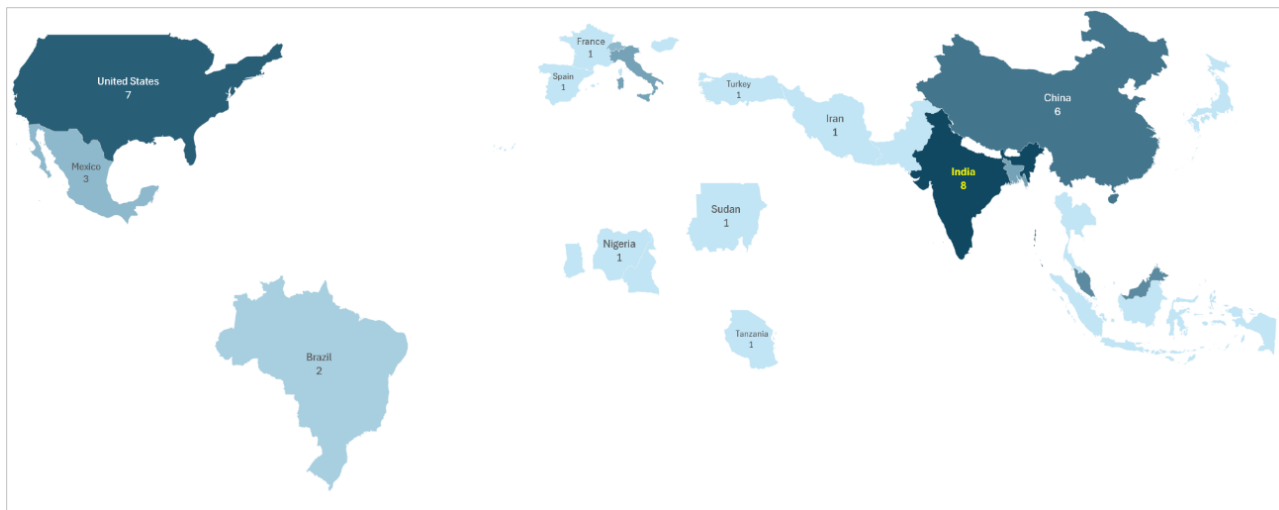 United States
7
Mexico
3
Brazil
2
France
1
Spain
1
Turkey
1
Iran
1
Sudan
1
Nigeria
1
Tanzania
1
China
6
India
8